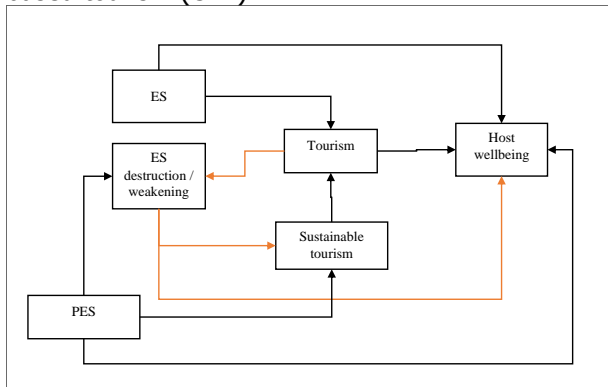 ES
Tourism
Host
wellbeing
ES
destruction /
weakening
Sustainable
tourism
PES